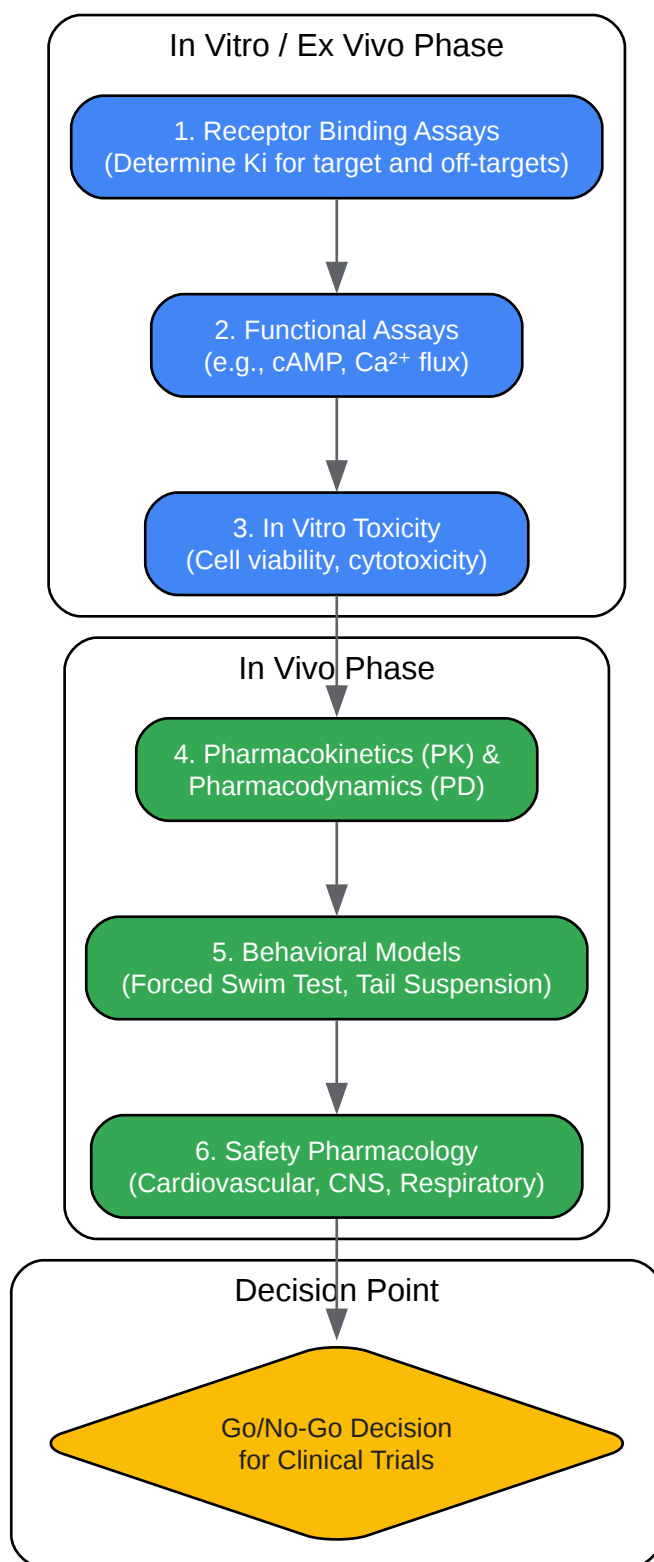 In Vitro / Ex Vivo Phase
1. Receptor Binding Assays
(Determine Ki for target and off-targets)
2. Functional Assays
(e.g., cAMP, Ca²⁺ flux)
3. In Vitro Toxicity
(Cell viability, cytotoxicity)
In Vivo Phase
4. Pharmacokinetics (PK) &
Pharmacodynamics (PD)
5. Behavioral Models
(Forced Swim Test, Tail Suspension)
6. Safety Pharmacology
(Cardiovascular, CNS, Respiratory)
Decision Point
Go/No-Go Decision
for Clinical Trials